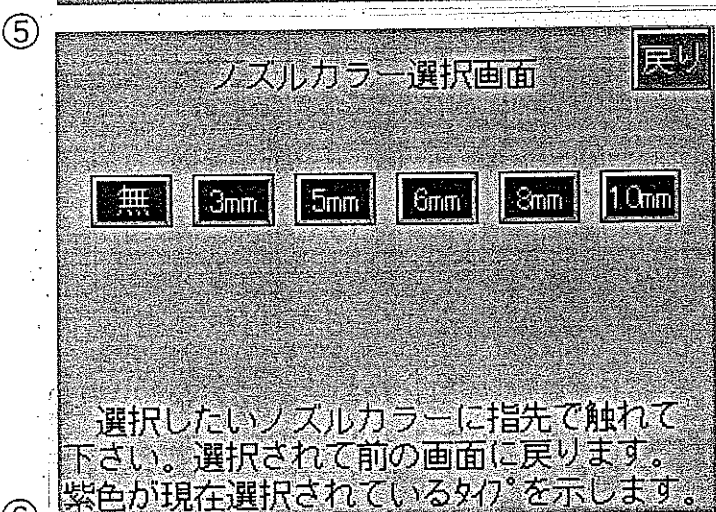 ⑤
戻り
ノズルカラー選択画面
無 3mm 5mm 6mm 8mm 10mm
選択したいノズルカラーに指先で触れて
下さい。選択されて前の画面に戻ります。
紫色が現在選択されているﾀｲﾌﾟを示します。